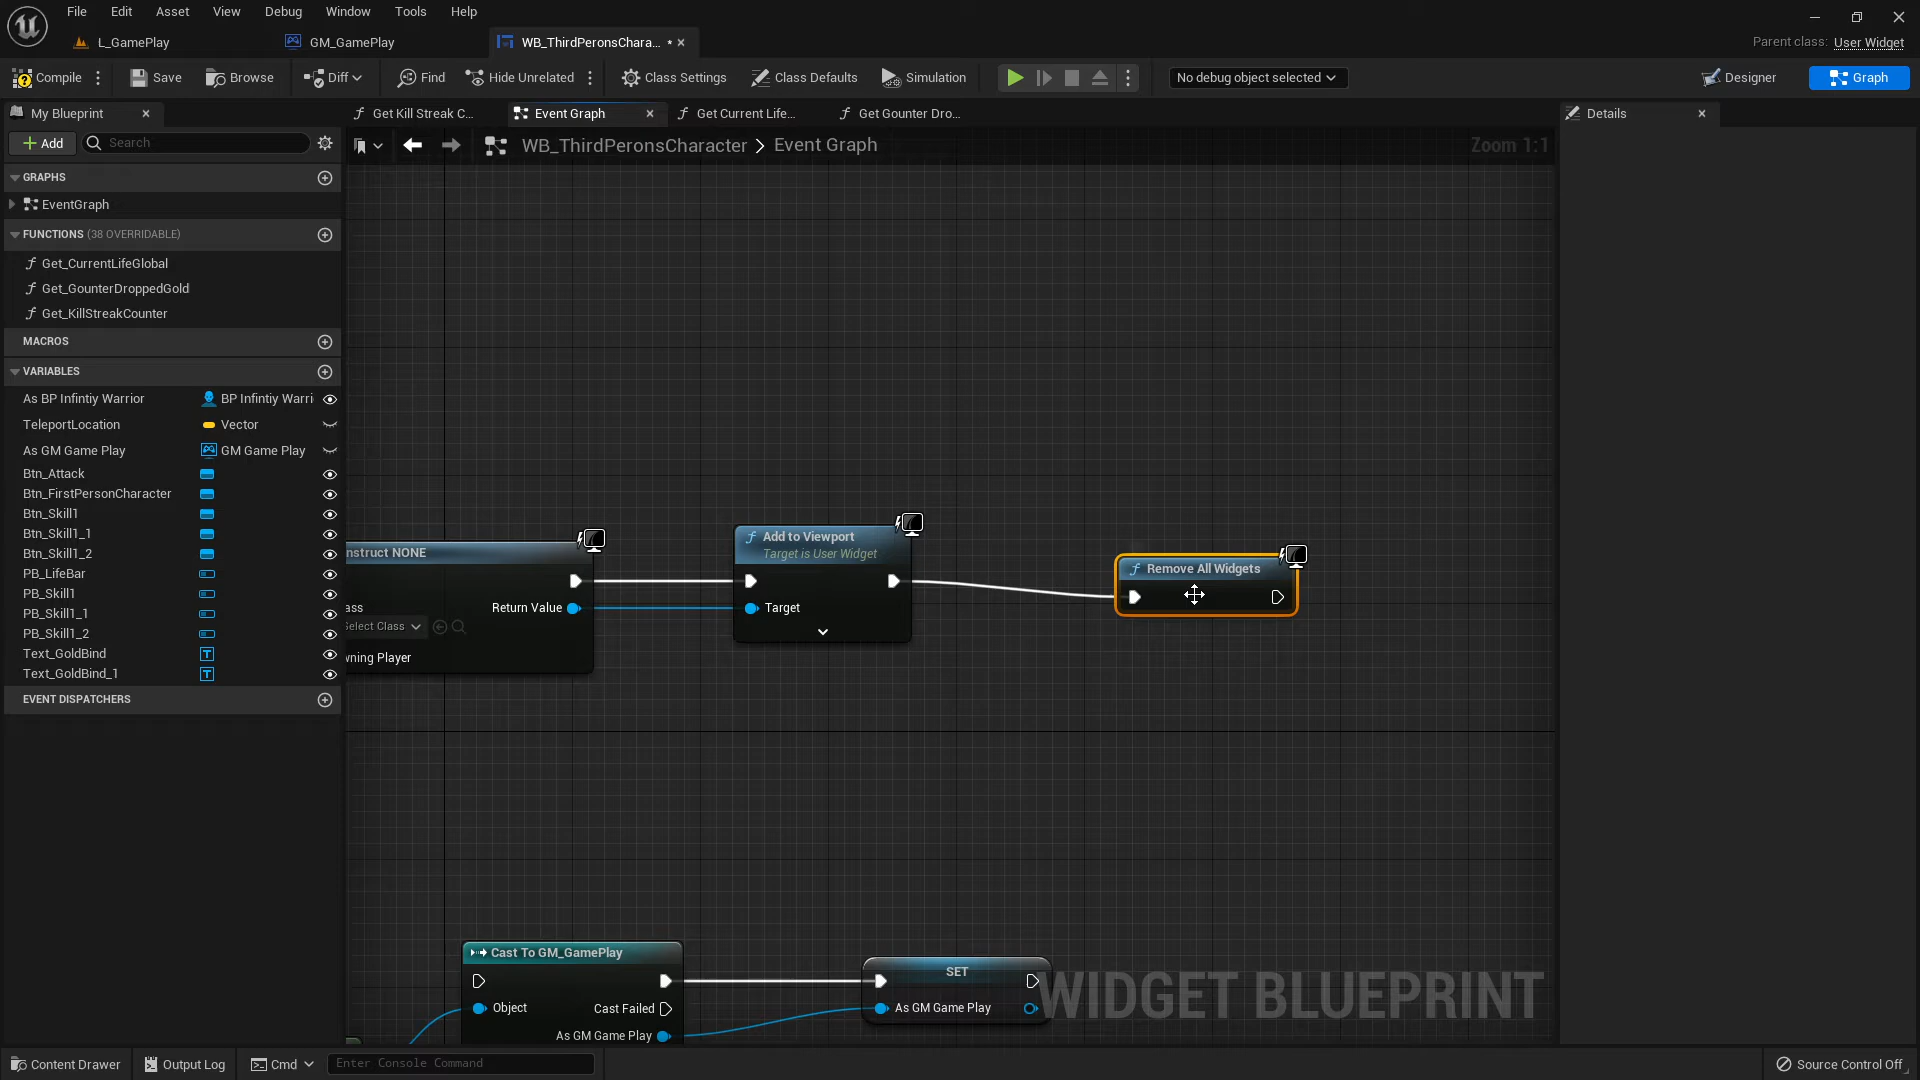 File Edit Asset View Debug Window Tools Help
L_GamePlay GM_GamePlay WB_ThirdPeronsChara... *
Parent class: User Widget
Compile Save Browse Diff Find Hide Unrelated Class Settings Class Defaults Simulation No debug object selected Designer Graph
My Blueprint Get Kill Streak C... Event Graph Get Current Life... Get Gounter Dro... Details
Add Search
WB_ThirdPeronsCharacter > Event Graph Zoom 1:1
GRAPHS
EventGraph
FUNCTIONS (38 OVERRIDABLE)
Get_CurrentLifeGlobal
Get_GounterDroppedGold
Get_KillStreakCounter
MACROS
VARIABLES
As BP Infintiy Warrior BP Infintiy Warri
TeleportLocation Vector
As GM Game Play GM Game Play
Btn_Attack
Btn_FirstPersonCharacter
Btn_Skill1
Btn_Skill1_1
Btn_Skill1_2
PB_LifeBar
PB_Skill1
PB_Skill1_1
PB_Skill1_2
Text_GoldBind
Text_GoldBind_1
EVENT DISPATCHERS
nstruct NONE
ass Return Value
Select Class
wning Player
Add to Viewport
Target is User Widget
Target
Remove All Widgets
Cast To GM_GamePlay
Object Cast Failed
As GM Game Play
SET
As GM Game Play
WIDGET BLUEPRINT
Content Drawer Output Log Cmd Enter Console Command Source Control Off